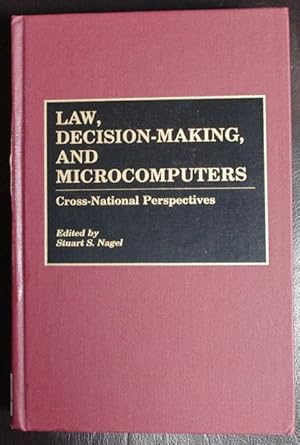 LAW,
DECISION-MAKING,
AND
MICROCOMPUTERS
Cross-National Perspectives
Edited by
Stuart S. Nagel